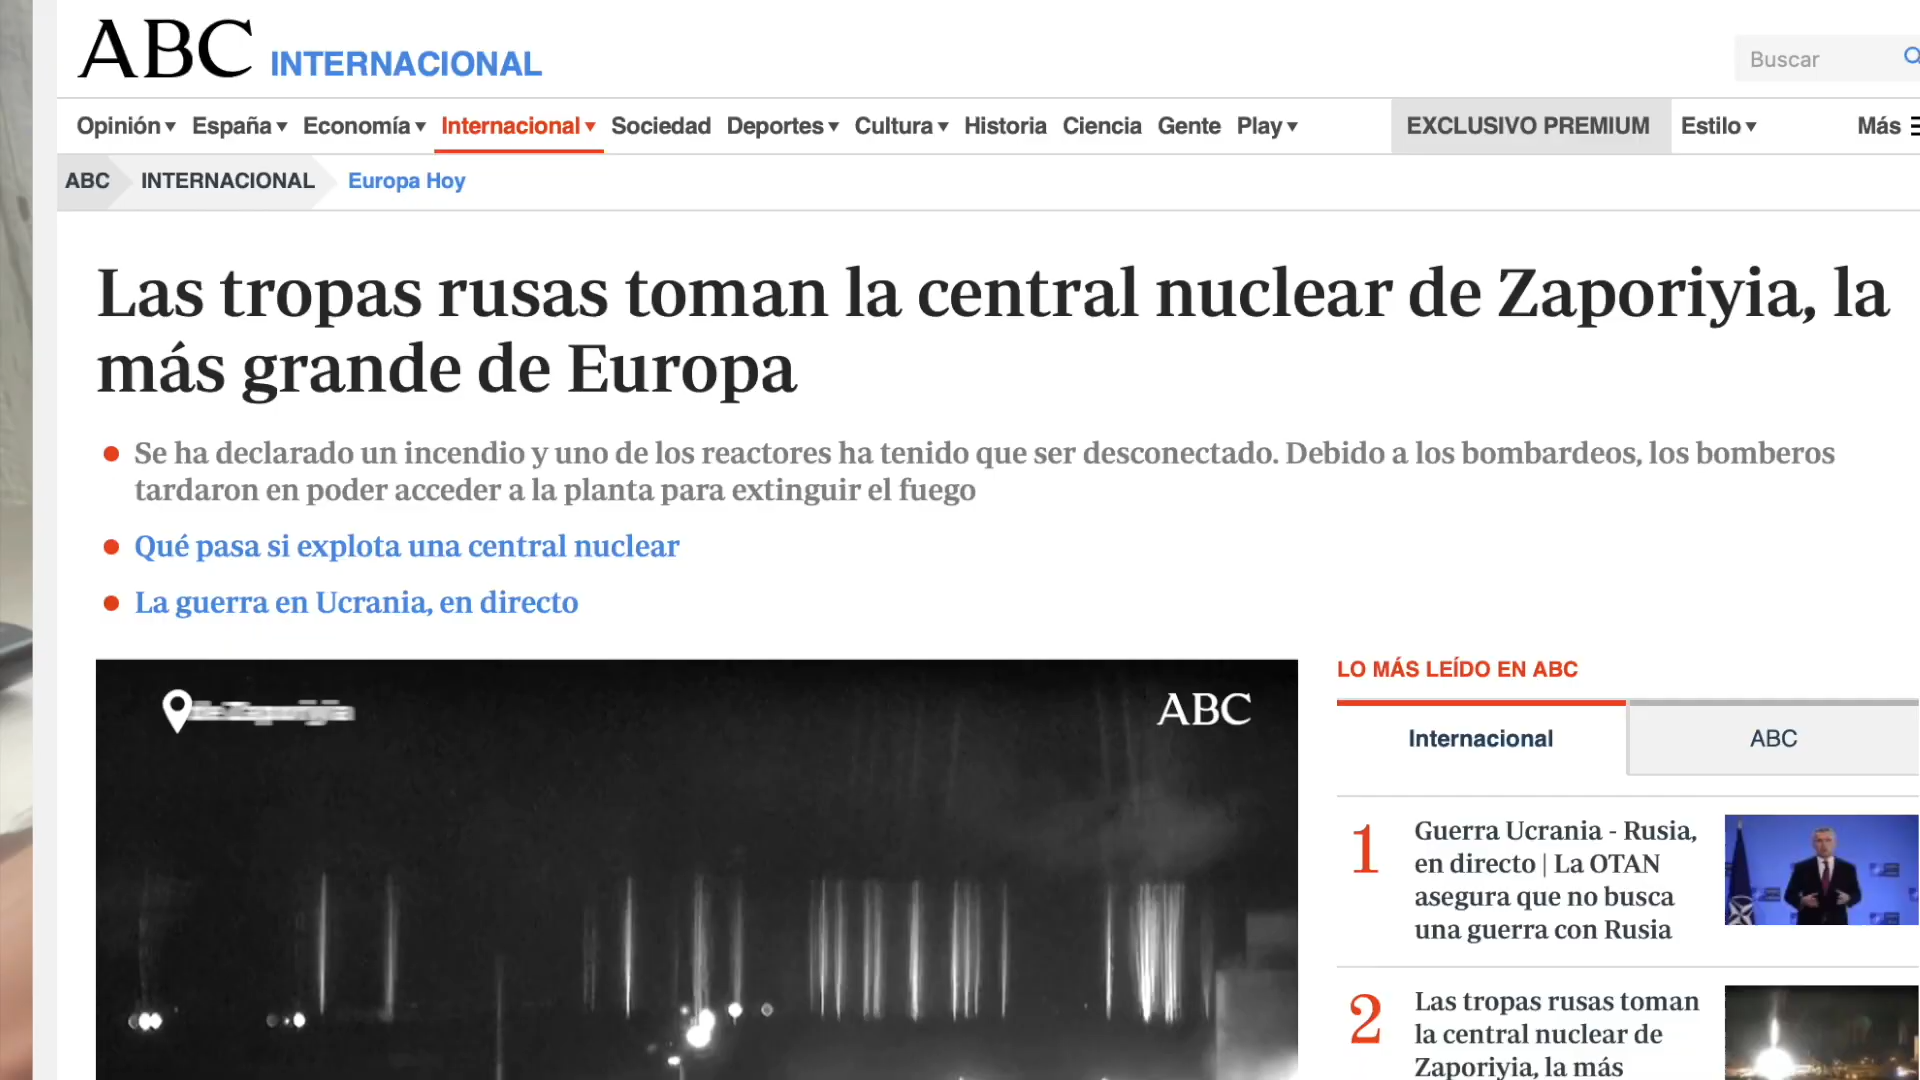 ABC INTERNACIONAL
Buscar
Opinión España Economía Internacional Sociedad Deportes Cultura Historia Ciencia Gente Play EXCLUSIVO PREMIUM Estilo Más
ABC INTERNACIONAL Europa Hoy
Las tropas rusas toman la central nuclear de Zaporiyia, la
más grande de Europa
Se ha declarado un incendio y uno de los reactores ha tenido que ser desconectado. Debido a los bombardeos, los bomberos
tardaron en poder acceder a la planta para extinguir el fuego
Qué pasa si explota una central nuclear
La guerra en Ucrania, en directo
ABC
LO MÁS LEÍDO EN ABC
Internacional ABC
1
Guerra Ucrania - Rusia,
en directo | La OTAN
asegura que no busca
una guerra con Rusia
2
Las tropas rusas toman
la central nuclear de
Zaporiyia, la más